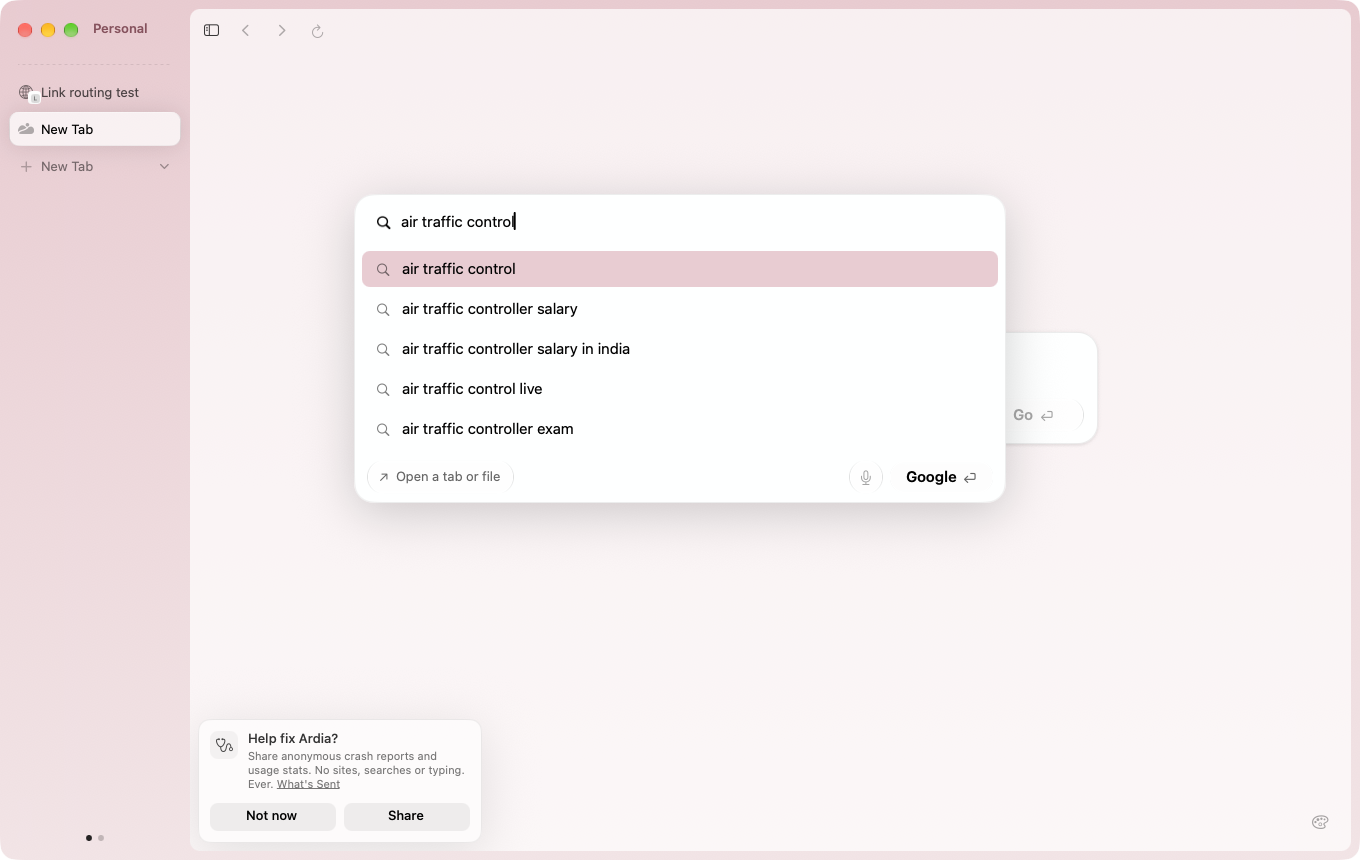 Personal
Link routing test
L
New Tab
New Tab
air traffic control
air traffic control
air traffic controller salary
air traffic controller salary in india
air traffic control live
air traffic controller exam
Open a tab or file
Google
Go
Help fix Ardia?
Share anonymous crash reports and
usage stats. No sites, searches or typing.
Ever. What's Sent
Not now
Share